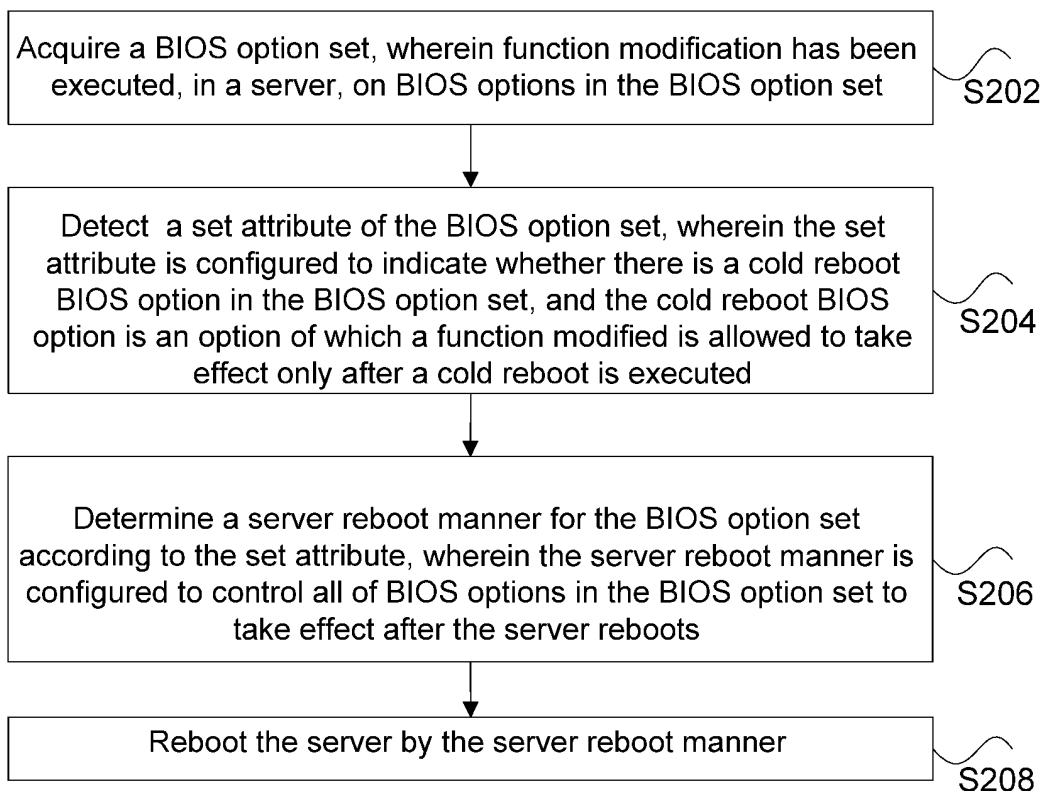 Acquire a BIOS option set, wherein function modification has been
executed, in a server, on BIOS options in the BIOS option set
S202
Detect a set attribute of the BIOS option set, wherein the set
attribute is configured to indicate whether there is a cold reboot
BIOS option in the BIOS option set, and the cold reboot BIOS
option is an option of which a function modified is allowed to take
effect only after a cold reboot is executed
S204
Determine a server reboot manner for the BIOS option set
according to the set attribute, wherein the server reboot manner is
configured to control all of BIOS options in the BIOS option set to
take effect after the server reboots
S206
Reboot the server by the server reboot manner
S208